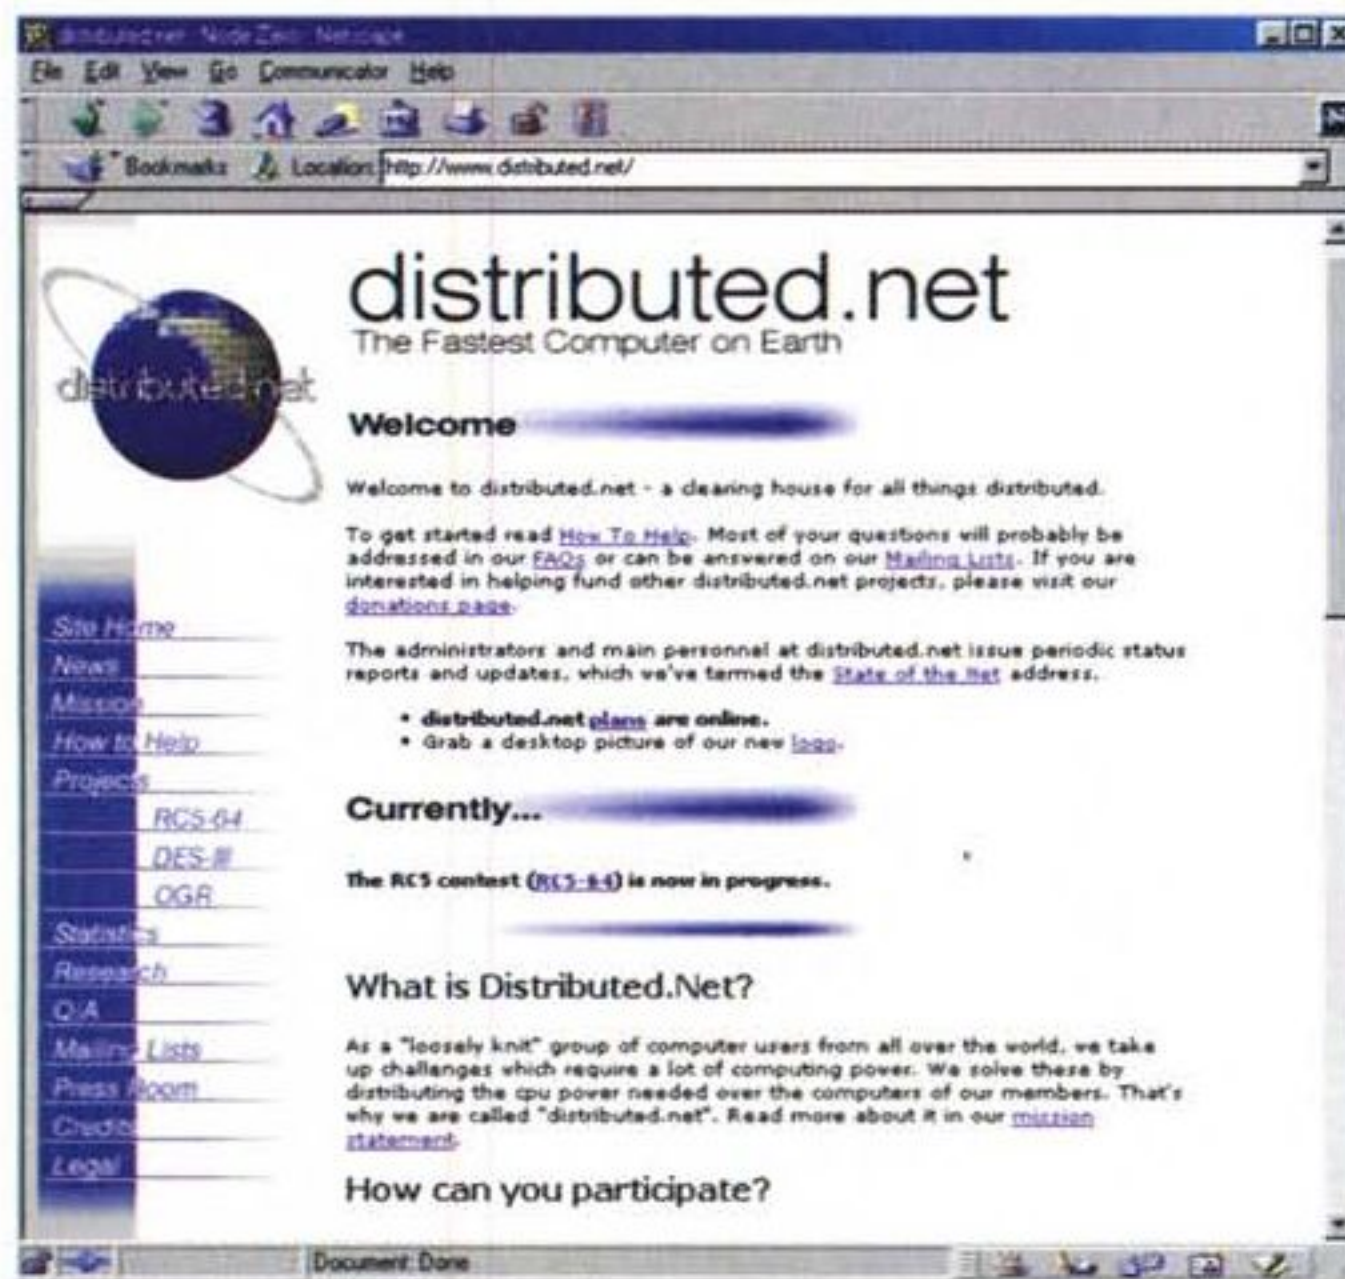 distributed.net: Node Zero - Netscape
File Edit View Go Communicator Help
Bookmarks Location: http://www.distributed.net/
distributed.net
The Fastest Computer on Earth
distributed.net
Welcome
Welcome to distributed.net - a clearing house for all things distributed.
To get started read How To Help. Most of your questions will probably be
addressed in our FAQs or can be answered on our Mailing Lists. If you are
interested in helping fund other distributed.net projects, please visit our
donations page.
The administrators and main personnel at distributed.net issue periodic status
reports and updates, which we've termed the State of the Net address.
• distributed.net plans are online.
• Grab a desktop picture of our new logo.
Currently...
The RC5 contest (RC5-64) is now in progress.
What is Distributed.Net?
As a "loosely knit" group of computer users from all over the world, we take
up challenges which require a lot of computing power. We solve these by
distributing the cpu power needed over the computers of our members. That's
why we are called "distributed.net". Read more about it in our mission
statement.
How can you participate?
Site Home
News
Mission
How to Help
Projects
RC5-64
DES-III
OGR
Statistics
Research
Q:A
Mailing Lists
Press Room
Credits
Legal
Document: Done